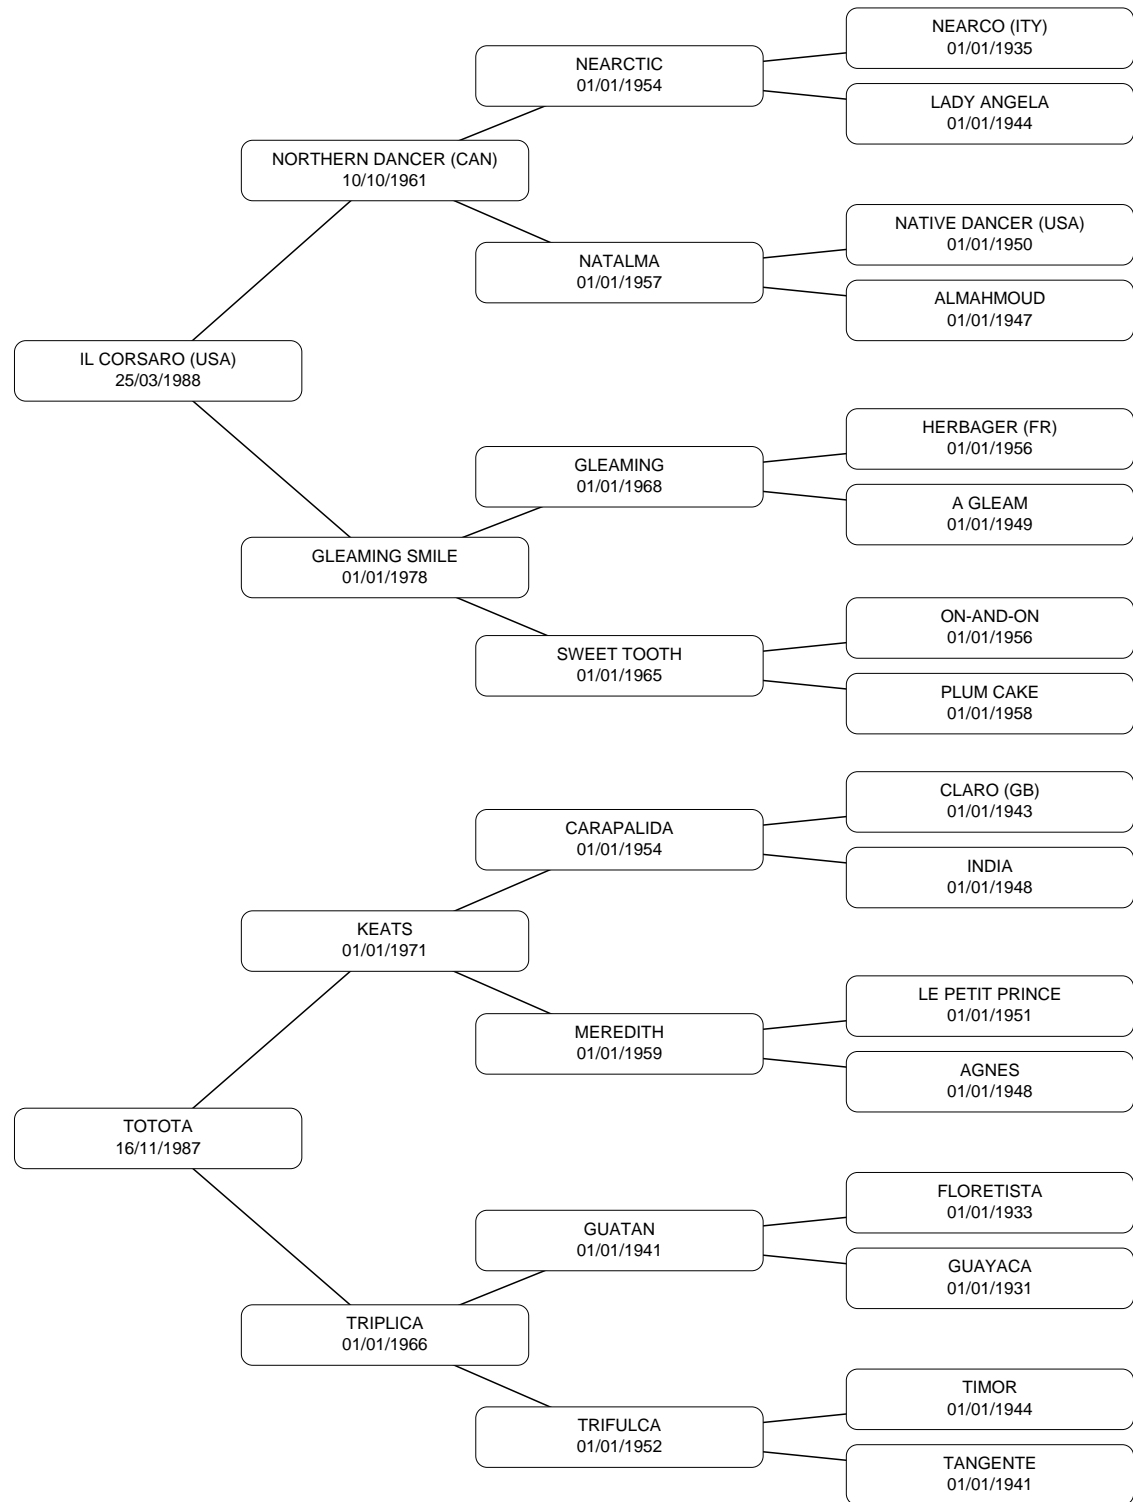 NEARCO (ITY)
01/01/1935
NEARCTIC
01/01/1954
LADY ANGELA
01/01/1944
NORTHERN DANCER (CAN)
10/10/1961
NATIVE DANCER (USA)
01/01/1950
NATALMA
01/01/1957
ALMAHMOUD
01/01/1947
IL CORSARO (USA)
25/03/1988
HERBAGER (FR)
01/01/1956
GLEAMING
01/01/1968
A GLEAM
01/01/1949
GLEAMING SMILE
01/01/1978
ON-AND-ON
01/01/1956
SWEET TOOTH
01/01/1965
PLUM CAKE
01/01/1958
CLARO (GB)
01/01/1943
CARAPALIDA
01/01/1954
INDIA
01/01/1948
KEATS
01/01/1971
LE PETIT PRINCE
01/01/1951
MEREDITH
01/01/1959
AGNES
01/01/1948
TOTOTA
16/11/1987
FLORETISTA
01/01/1933
GUATAN
01/01/1941
GUAYACA
01/01/1931
TRIPLICA
01/01/1966
TIMOR
01/01/1944
TRIFULCA
01/01/1952
TANGENTE
01/01/1941